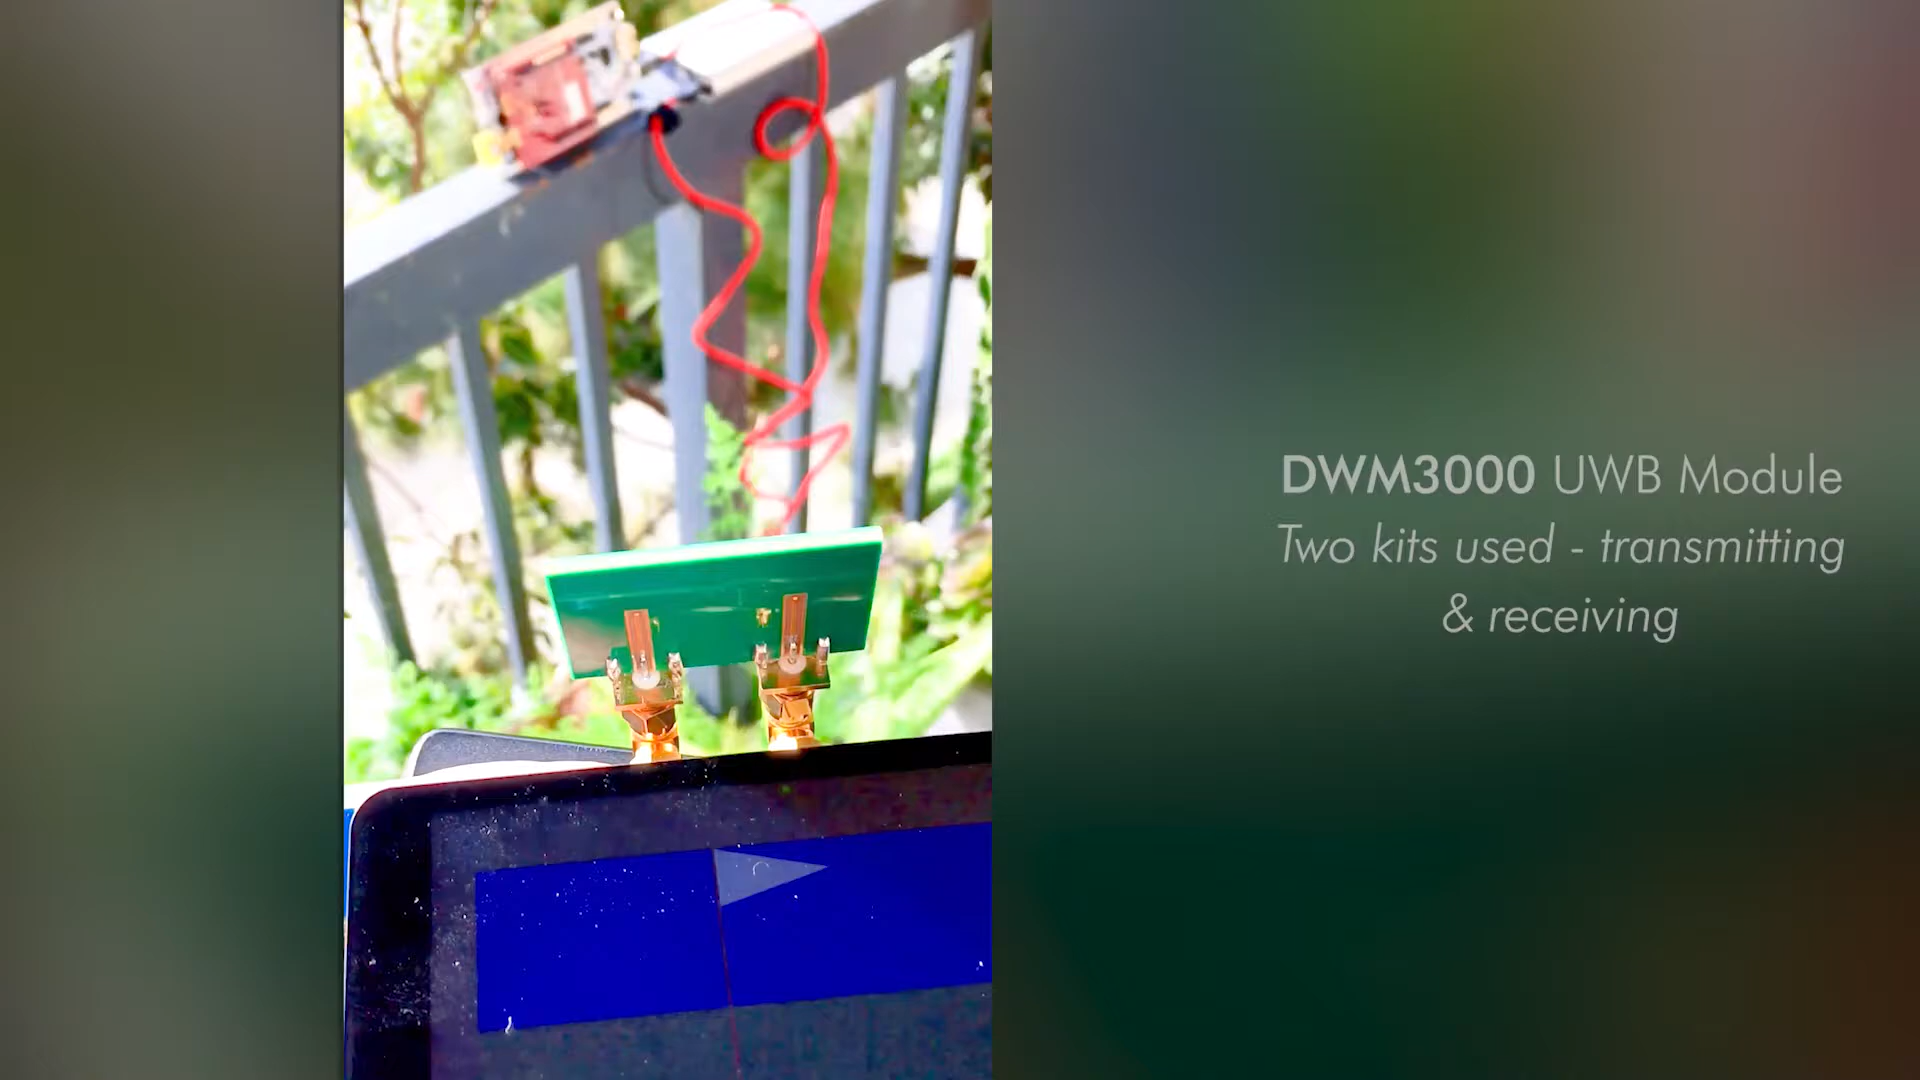 DWM3000 UWB Module
Two kits used - transmitting
& receiving